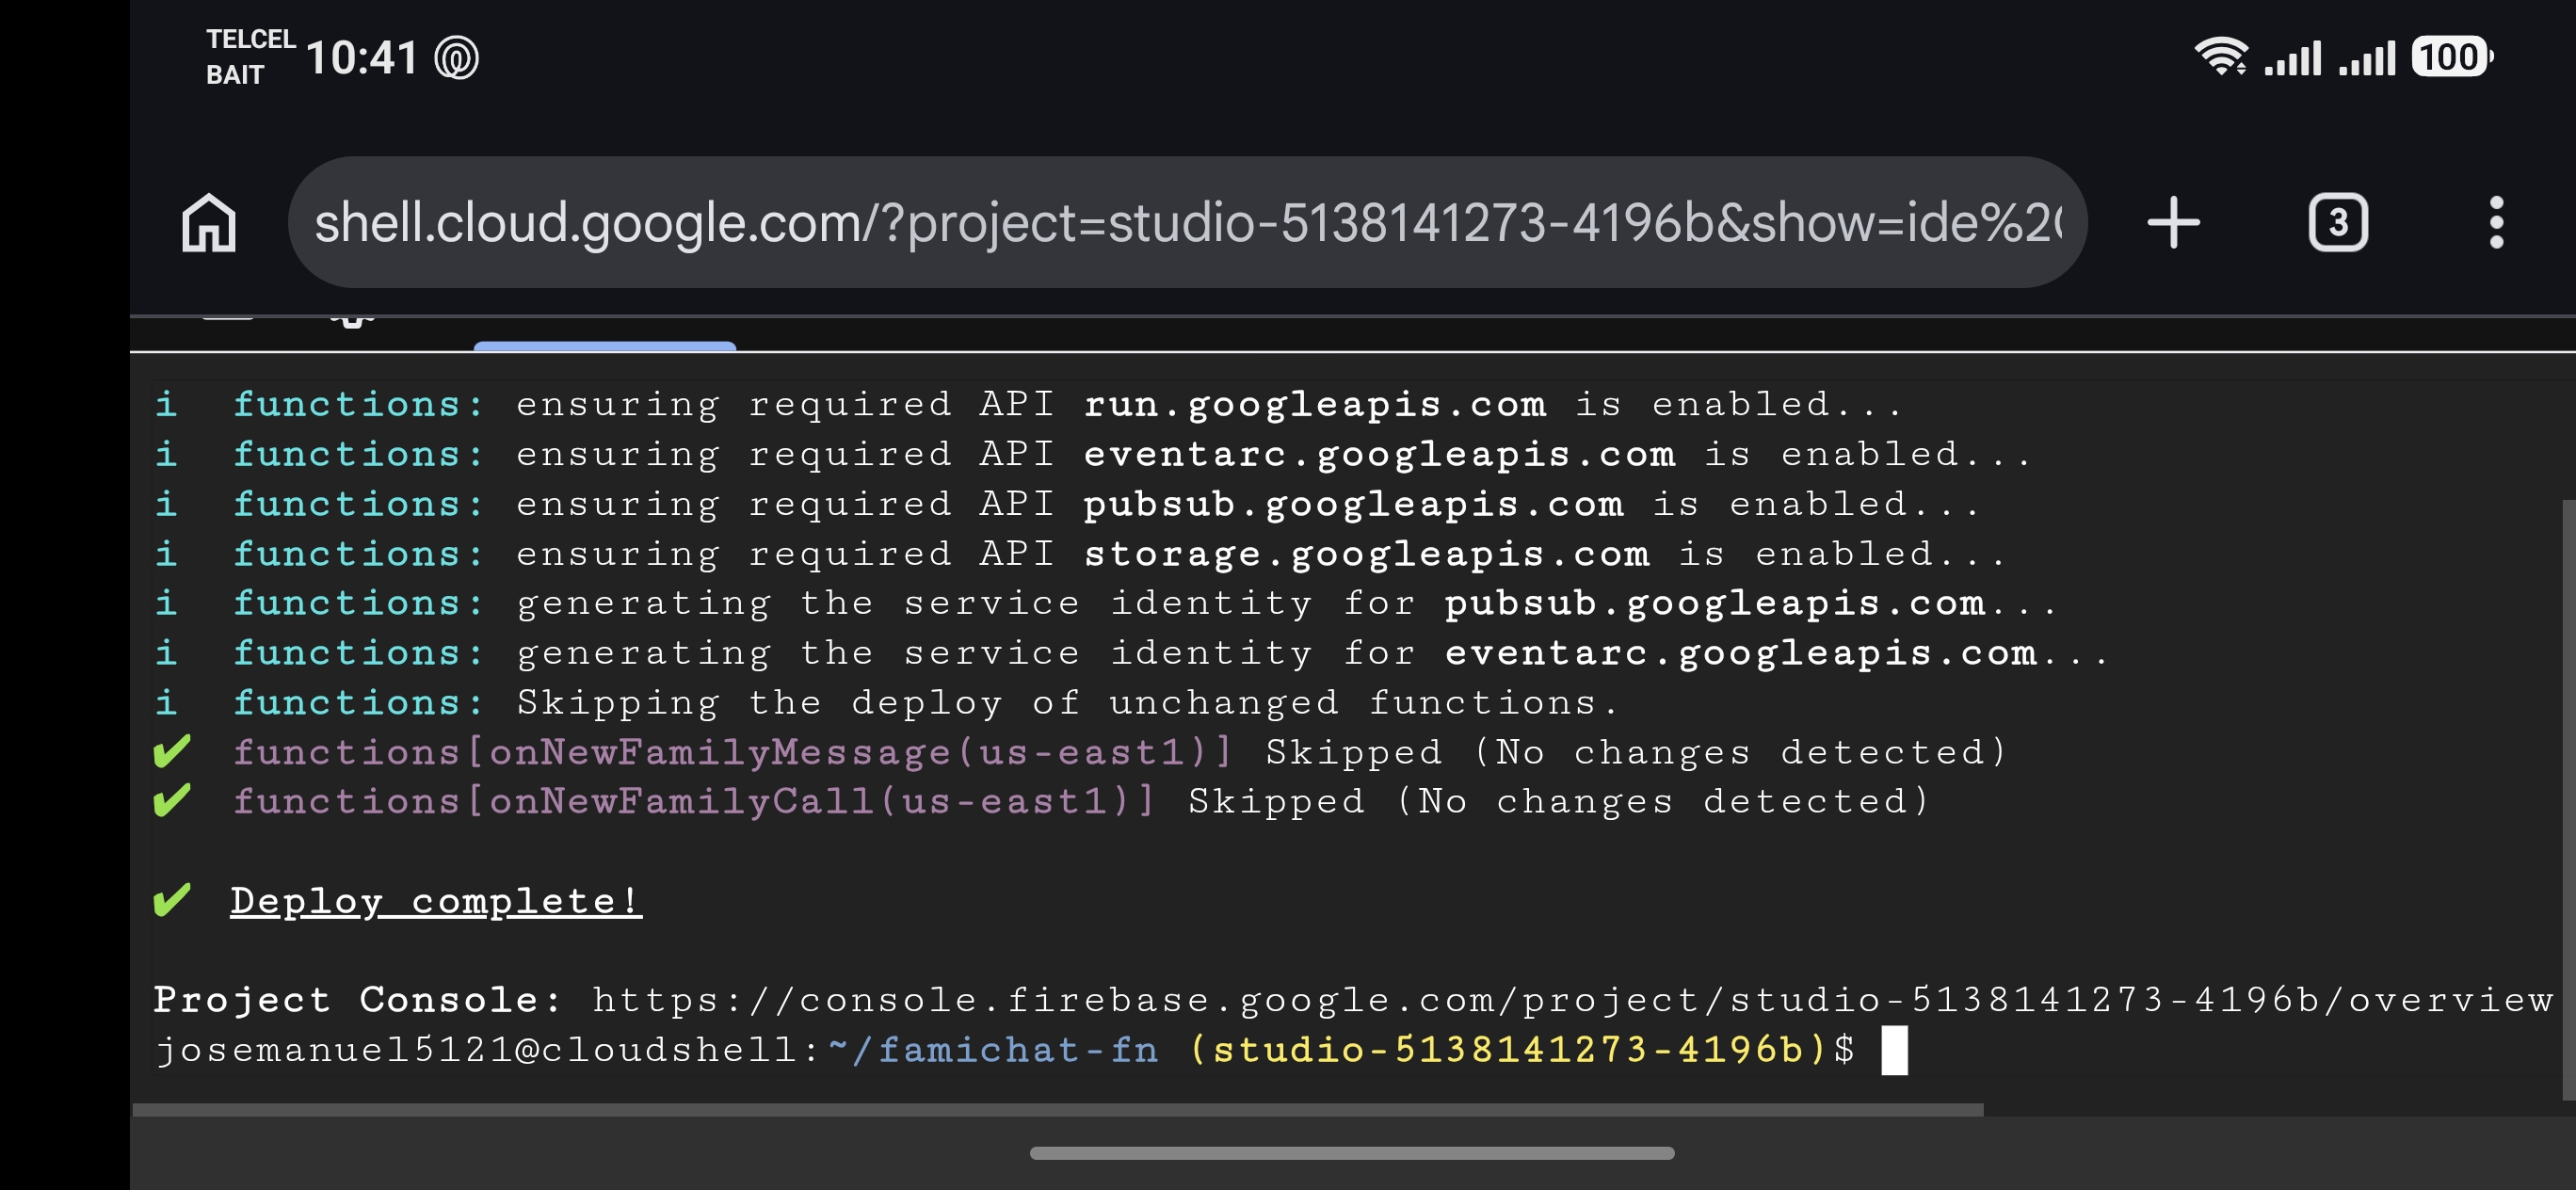 TELCEL
BAIT
10:41
100
shell.cloud.google.com/?project=studio-5138141273-4196b&show=ide%2
3
i functions: ensuring required API run.googleapis.com is enabled...
i functions: ensuring required API eventarc.googleapis.com is enabled...
i functions: ensuring required API pubsub.googleapis.com is enabled...
i functions: ensuring required API storage.googleapis.com is enabled...
i functions: generating the service identity for pubsub.googleapis.com...
i functions: generating the service identity for eventarc.googleapis.com...
i functions: Skipping the deploy of unchanged functions.
✔ functions[onNewFamilyMessage(us-east1)] Skipped (No changes detected)
✔ functions[onNewFamilyCall(us-east1)] Skipped (No changes detected)
✔ Deploy complete!
Project Console: https://console.firebase.google.com/project/studio-5138141273-4196b/overview
josemanuel5121@cloudshell:~/famichat-fn (studio-5138141273-4196b)$